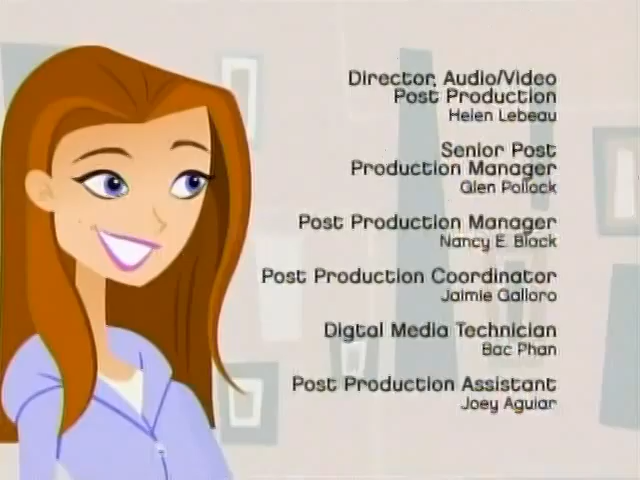 Director, Audio/Video
Post Production
Helen Lebeau
Senior Post
Production Manager
Glen Pollock
Post Production Manager
Nancy E. Black
Post Production Coordinator
Jaimie Galloro
Digtal Media Technician
Bac Phan
Post Production Assistant
Joey Aguiar